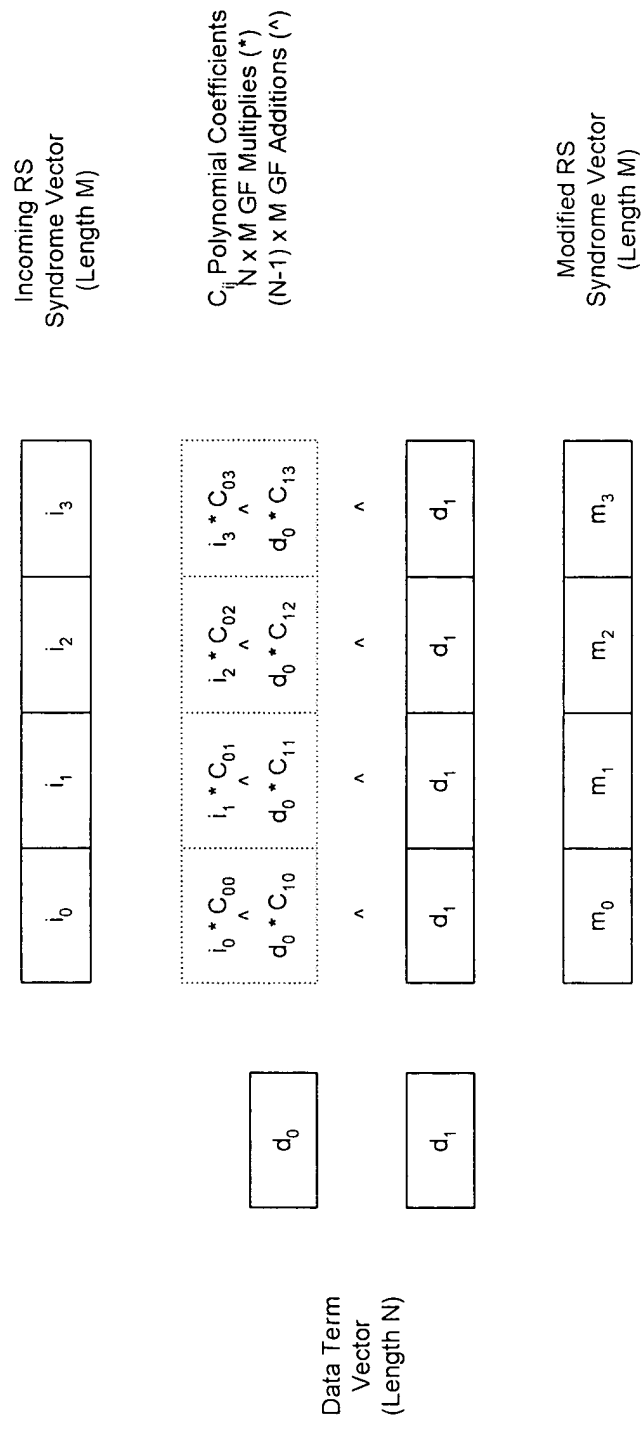 Incoming RS
Syndrome Vector
(Length M)
i₀ i₁ i₂ i₃
C_ij Polynomial Coefficients
N x M GF Multiplies (*)
(N-1) x M GF Additions (^)
i₀ * C₀₀ i₁ * C₀₁ i₂ * C₀₂ i₃ * C₀₃
^ ^ ^ ^
d₀ d₀ * C₁₀ d₀ * C₁₁ d₀ * C₁₂ d₀ * C₁₃
Data Term
Vector
(Length N)
^ ^ ^ ^
d₁ d₁ d₁ d₁ d₁
m₀ m₁ m₂ m₃
Modified RS
Syndrome Vector
(Length M)